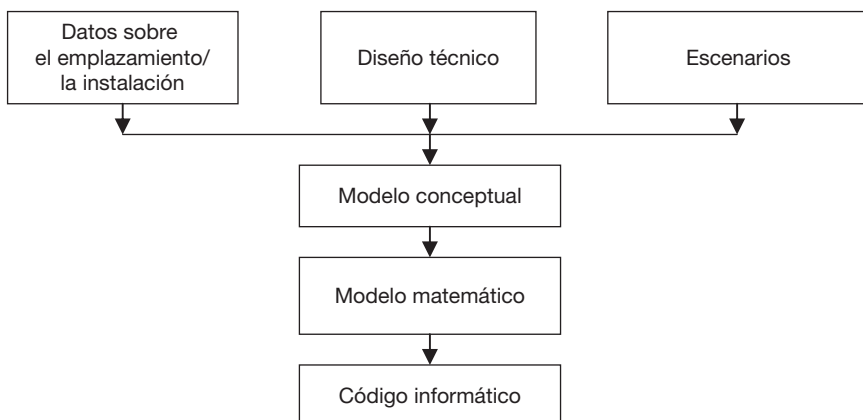 Datos sobre
el emplazamiento/
la instalación
Diseño técnico
Escenarios
Modelo conceptual
Modelo matemático
Código informático